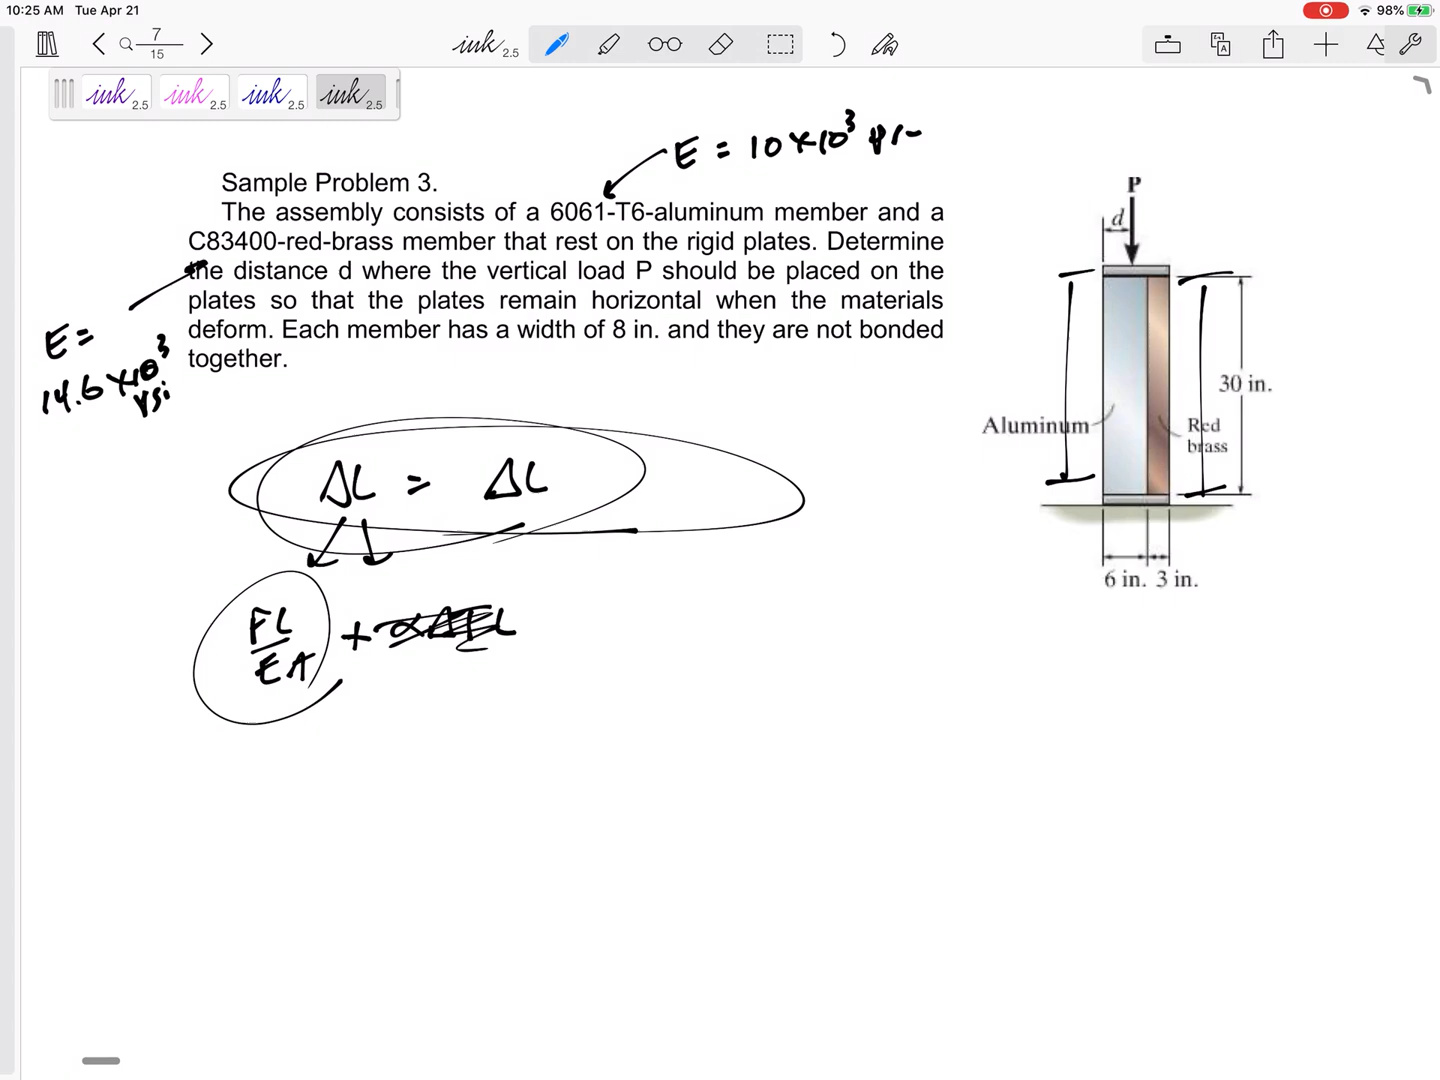 10:25 AM Tue Apr 21
98%
7
15
ink 2.5
ink 2.5
ink 2.5
ink 2.5
ink 2.5
E = 10×10³
Sample Problem 3.
The assembly consists of a 6061-T6-aluminum member and a
C83400-red-brass member that rest on the rigid plates. Determine
the distance d where the vertical load P should be placed on the
plates so that the plates remain horizontal when the materials
deform. Each member has a width of 8 in. and they are not bonded
together.
E =
14.6×10³
P
d
30 in.
Aluminum
Red
brass
6 in. 3 in.
ΔL = ΔL
FL
EA
+ αΔTL